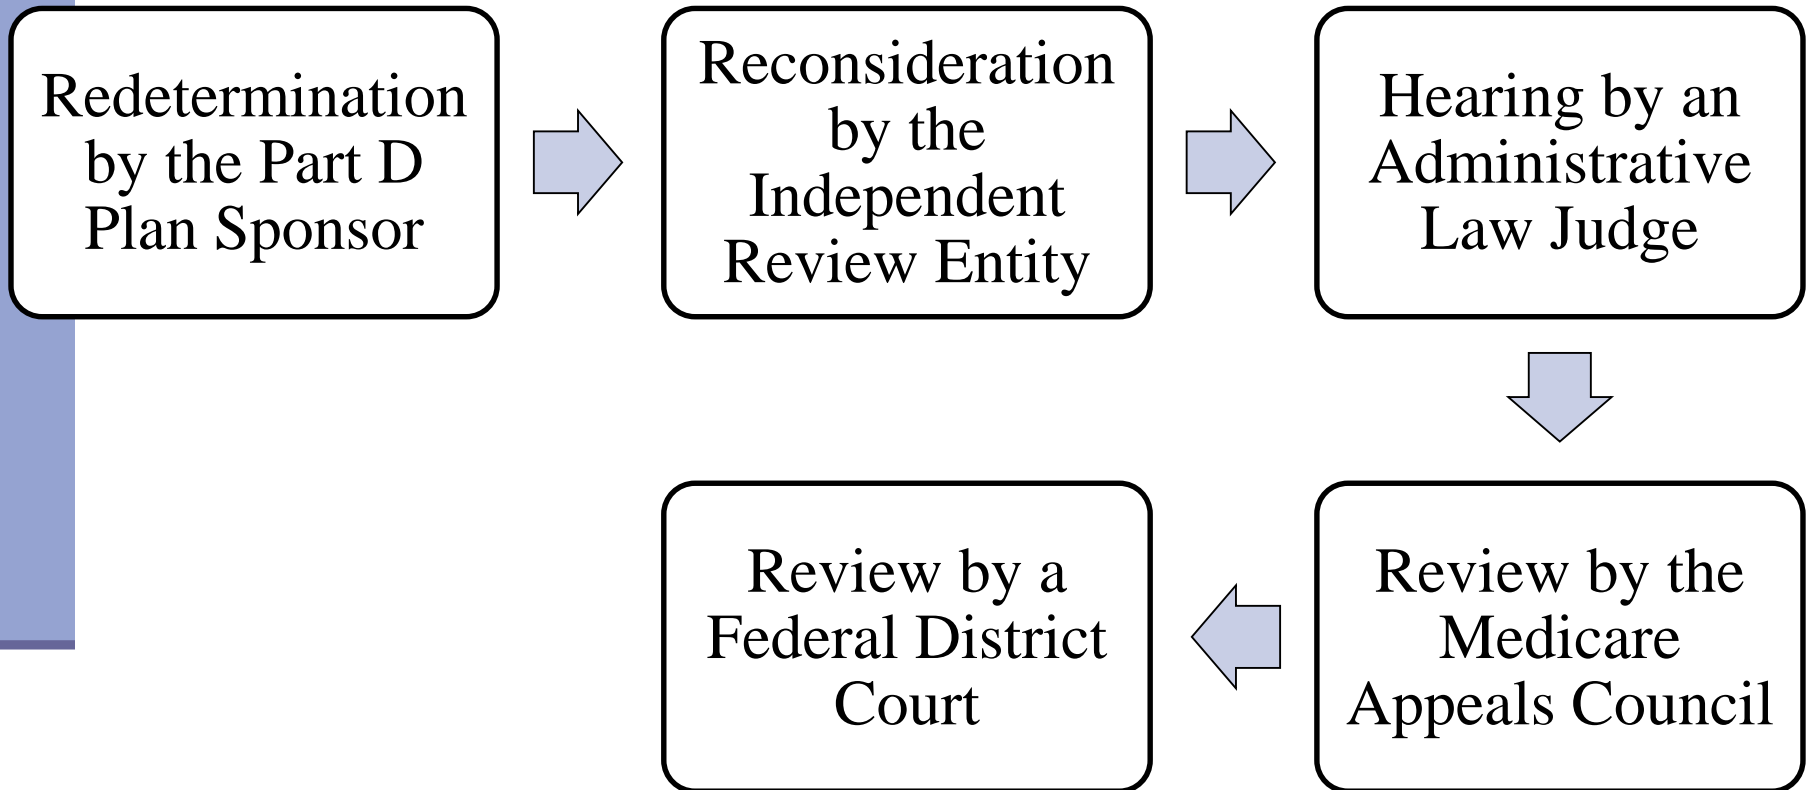 Redetermination
by the Part D
Plan Sponsor
Reconsideration
by the
Independent
Review Entity
Hearing by an
Administrative
Law Judge
Review by the
Medicare
Appeals Council
Review by a
Federal District
Court